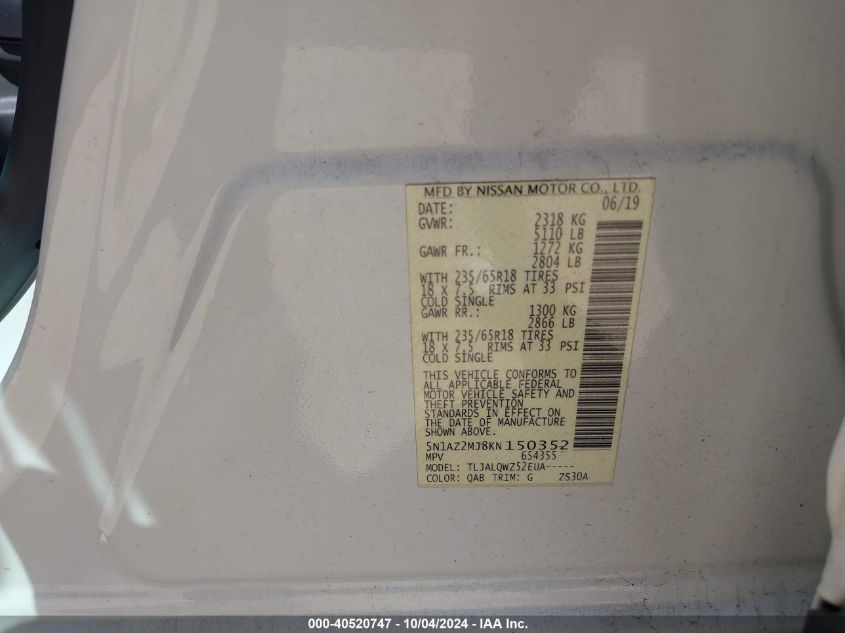 MFD BY NISSAN MOTOR CO., LTD.
DATE: 06/19
GVWR: 2318 KG
5110 LB
GAWR FR.: 1272 KG
2804 LB
WITH 235/65R18 TIRES
18 X 7.5 RIMS AT 33 PSI
COLD SINGLE
GAWR RR.: 1300 KG
2866 LB
WITH 235/65R18 TIRES
18 X 7.5 RIMS AT 33 PSI
COLD SINGLE
THIS VEHICLE CONFORMS TO
ALL APPLICABLE FEDERAL
MOTOR VEHICLE SAFETY AND
THEFT PREVENTION
STANDARDS IN EFFECT ON
THE DATE OF MANUFACTURE
SHOWN ABOVE.
5N1AZ2MJ8KN150352
MPV 654355
MODEL: TLJALQWZ52EUA-----
COLOR: QAB TRIM: G ZS30A
000-40520747 - 10/04/2024 - IAA, Inc.